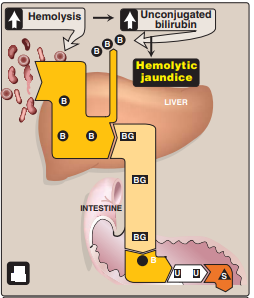 Hemolysis
Unconjugated
bilirubin
B B B
Hemolytic
jaundice
B
LIVER
B B BG
BG
INTESTINE
BG
B
U U S